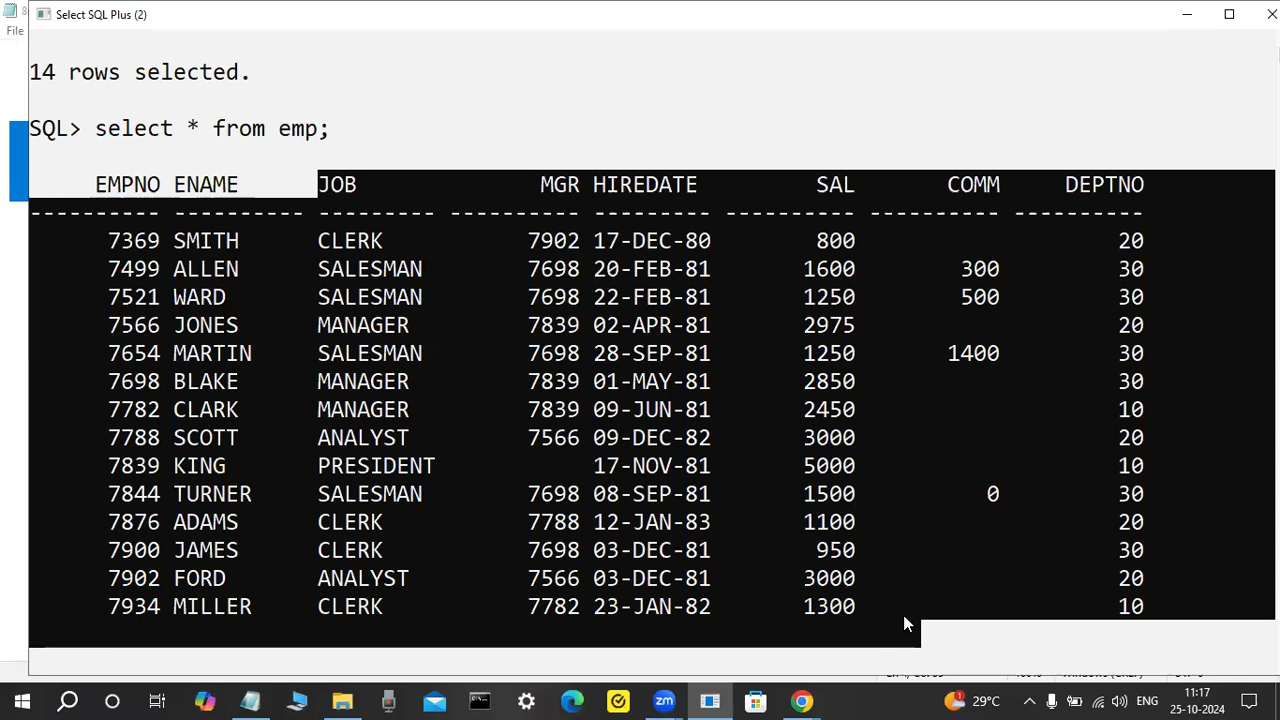 Select SQL Plus (2)
File
14 rows selected.
SQL> select * from emp;
EMPNO ENAME JOB MGR HIREDATE SAL COMM DEPTNO
---------- ---------- --------- ---------- --------- ---------- ---------- ----------
7369 SMITH CLERK 7902 17-DEC-80 800 20
7499 ALLEN SALESMAN 7698 20-FEB-81 1600 300 30
7521 WARD SALESMAN 7698 22-FEB-81 1250 500 30
7566 JONES MANAGER 7839 02-APR-81 2975 20
7654 MARTIN SALESMAN 7698 28-SEP-81 1250 1400 30
7698 BLAKE MANAGER 7839 01-MAY-81 2850 30
7782 CLARK MANAGER 7839 09-JUN-81 2450 10
7788 SCOTT ANALYST 7566 09-DEC-82 3000 20
7839 KING PRESIDENT 17-NOV-81 5000 10
7844 TURNER SALESMAN 7698 08-SEP-81 1500 0 30
7876 ADAMS CLERK 7788 12-JAN-83 1100 20
7900 JAMES CLERK 7698 03-DEC-81 950 30
7902 FORD ANALYST 7566 03-DEC-81 3000 20
7934 MILLER CLERK 7782 23-JAN-82 1300 10
zm
1
29°C
ENG
11:17
25-10-2024